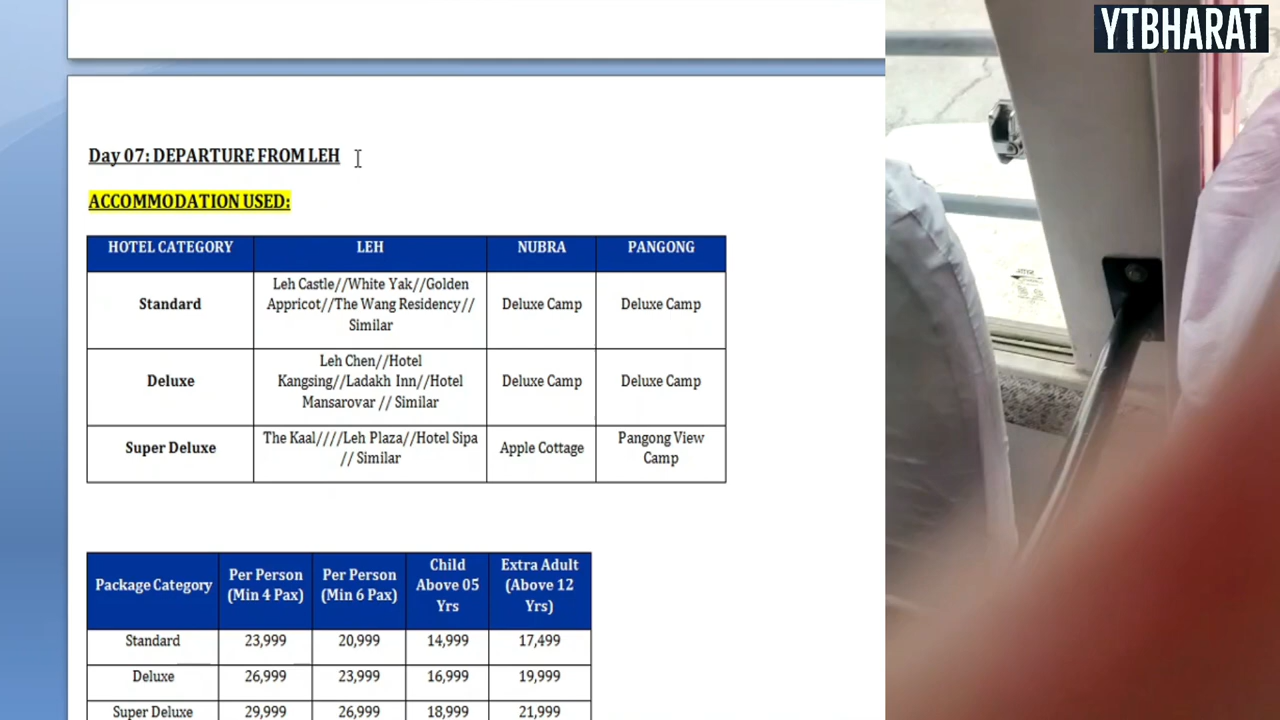 YTBHARAT
Day 07: DEPARTURE FROM LEH
ACCOMMODATION USED:
HOTEL CATEGORY LEH NUBRA PANGONG
Standard Leh Castle//White Yak//Golden Appricot//The Wang Residency// Similar Deluxe Camp Deluxe Camp
Deluxe Leh Chen//Hotel Kangsing//Ladakh Inn//Hotel Mansarovar // Similar Deluxe Camp Deluxe Camp
Super Deluxe The Kaal////Leh Plaza//Hotel Sipa // Similar Apple Cottage Pangong View Camp
Package Category Per Person (Min 4 Pax) Per Person (Min 6 Pax) Child Above 05 Yrs Extra Adult (Above 12 Yrs)
Standard 23,999 20,999 14,999 17,499
Deluxe 26,999 23,999 16,999 19,999
Super Deluxe 29,999 26,999 18,999 21,999